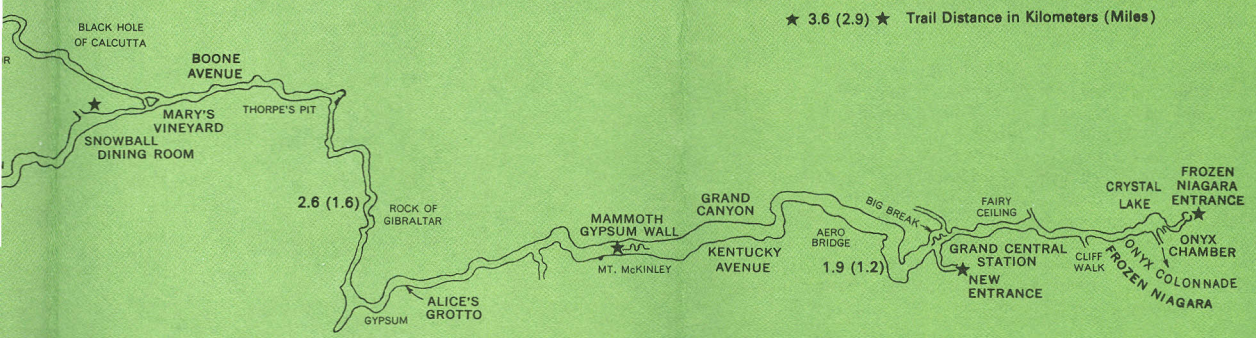 ★ 3.6 (2.9) ★ Trail Distance in Kilometers (Miles)
BLACK HOLE
OF CALCUTTA
BOONE
AVENUE
THORPE'S PIT
MARY'S
VINEYARD
SNOWBALL
DINING ROOM
2.6 (1.6)
ROCK OF
GIBRALTAR
GYPSUM
ALICE'S
GROTTO
MAMMOTH
GYPSUM WALL
MT. McKINLEY
GRAND
CANYON
KENTUCKY
AVENUE
AERO
BRIDGE
1.9 (1.2)
BIG BREAK
FAIRY
CEILING
GRAND CENTRAL
STATION
NEW
ENTRANCE
CLIFF
WALK
CRYSTAL
LAKE
FROZEN
NIAGARA
ENTRANCE
ONYX
CHAMBER
ONYX COLONNADE
FROZEN NIAGARA